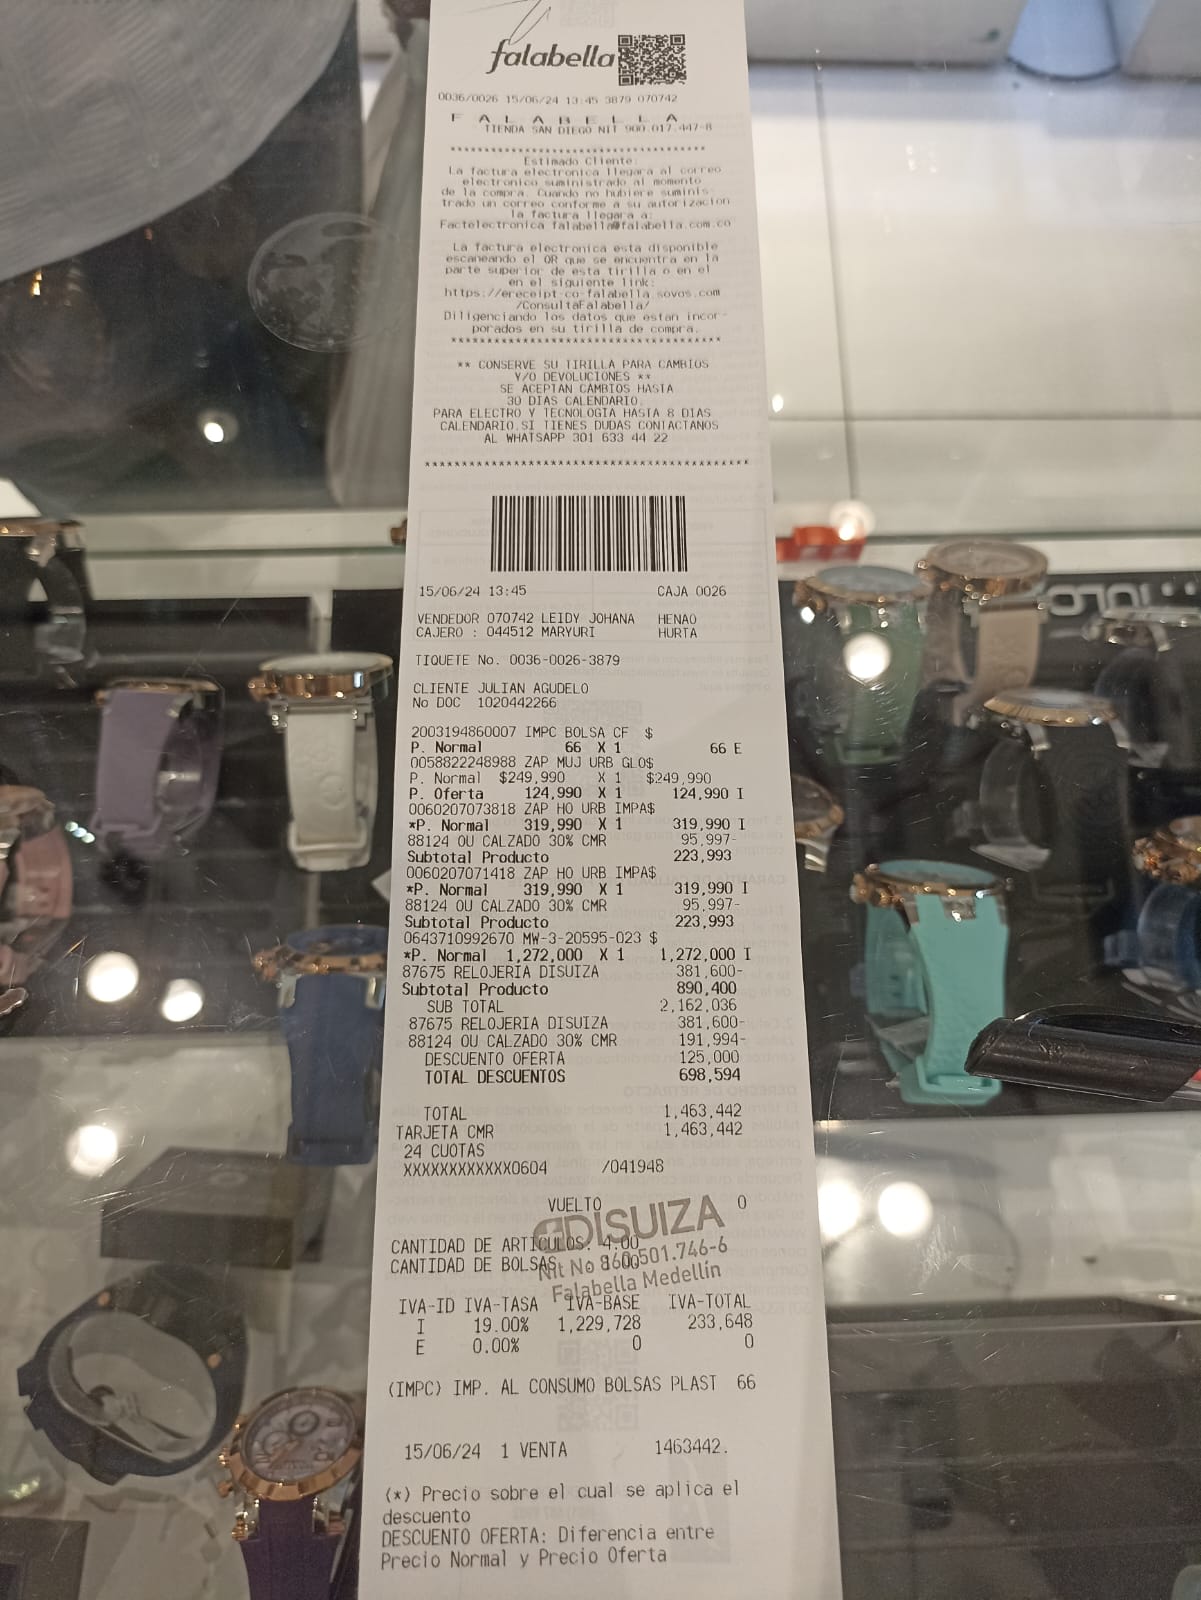 falabella
0036/0026 15/06/24 13:45 3879 070742
F A L A B E L L A
TIENDA SAN DIEGO NIT 900.017.447-8
****************************************
Estimado Cliente:
La factura electronica llegara al correo
electronico suministrado al momento
de la compra. Cuando no hubiere suminis-
trado un correo conforme a su autorizacion
la factura llegara a:
Factelectronica falabella@falabella.com.co
La factura electronica esta disponible
escaneando el QR que se encuentra en la
parte superior de esta tirilla o en el
en el siguiente link:
https://ereceipt-co-falabella.sovos.com
/ConsultaFalabella/
Diligenciando los datos que estan incor-
porados en su tirilla de compra.
****************************************
** CONSERVE SU TIRILLA PARA CAMBIOS
Y/O DEVOLUCIONES **
SE ACEPTAN CAMBIOS HASTA
30 DIAS CALENDARIO.
PARA ELECTRO Y TECNOLOGIA HASTA 8 DIAS
CALENDARIO.SI TIENES DUDAS CONTACTANOS
AL WHATSAPP 301 633 44 22
********************************************
15/06/24 13:45 CAJA 0026
VENDEDOR 070742 LEIDY JOHANA HENAO
CAJERO : 044512 MARYURI HURTA
TIQUETE No. 0036-0026-3879
CLIENTE JULIAN AGUDELO
No DOC 1020442266
2003194860007 IMPC BOLSA CF $
P. Normal 66 X 1 66 E
0058822248988 ZAP MUJ URB GLO$
P. Normal $249,990 X 1 $249,990
P. Oferta 124,990 X 1 124,990 I
0060207073818 ZAP HO URB IMPA$
*P. Normal 319,990 X 1 319,990 I
88124 OU CALZADO 30% CMR 95,997-
Subtotal Producto 223,993
0060207071418 ZAP HO URB IMPA$
*P. Normal 319,990 X 1 319,990 I
88124 OU CALZADO 30% CMR 95,997-
Subtotal Producto 223,993
0643710992670 MW-3-20595-023 $
*P. Normal 1,272,000 X 1 1,272,000 I
87675 RELOJERIA DISUIZA 381,600-
Subtotal Producto 890,400
SUB TOTAL 2,162,036
87675 RELOJERIA DISUIZA 381,600-
88124 OU CALZADO 30% CMR 191,994-
DESCUENTO OFERTA 125,000
TOTAL DESCUENTOS 698,594
TOTAL 1,463,442
TARJETA CMR 1,463,442
24 CUOTAS
XXXXXXXXXXXX0604 /041948
VUELTO 0
DISUIZA
Nit No 860.501.746-6
Falabella Medellín
CANTIDAD DE ARTICULOS: 4.00
CANTIDAD DE BOLSAS: 1.00
IVA-ID IVA-TASA IVA-BASE IVA-TOTAL
I 19.00% 1,229,728 233,648
E 0.00% 0 0
(IMPC) IMP. AL CONSUMO BOLSAS PLAST 66
15/06/24 1 VENTA 1463442.
(*) Precio sobre el cual se aplica el
descuento
DESCUENTO OFERTA: Diferencia entre
Precio Normal y Precio Oferta